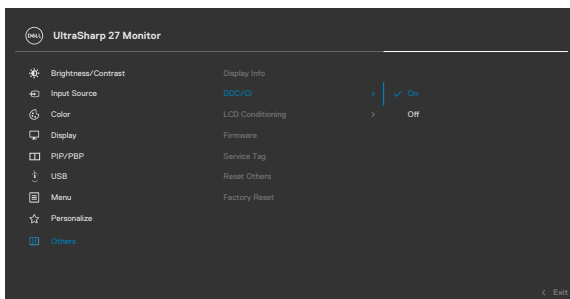 DELL UltraSharp 27 Monitor
Brightness/Contrast Display Info
Input Source DDC/CI > On
Color LCD Conditioning > Off
Display Firmware
PIP/PBP Service Tag
USB Reset Others
Menu Factory Reset
Personalize
Others
< Exit